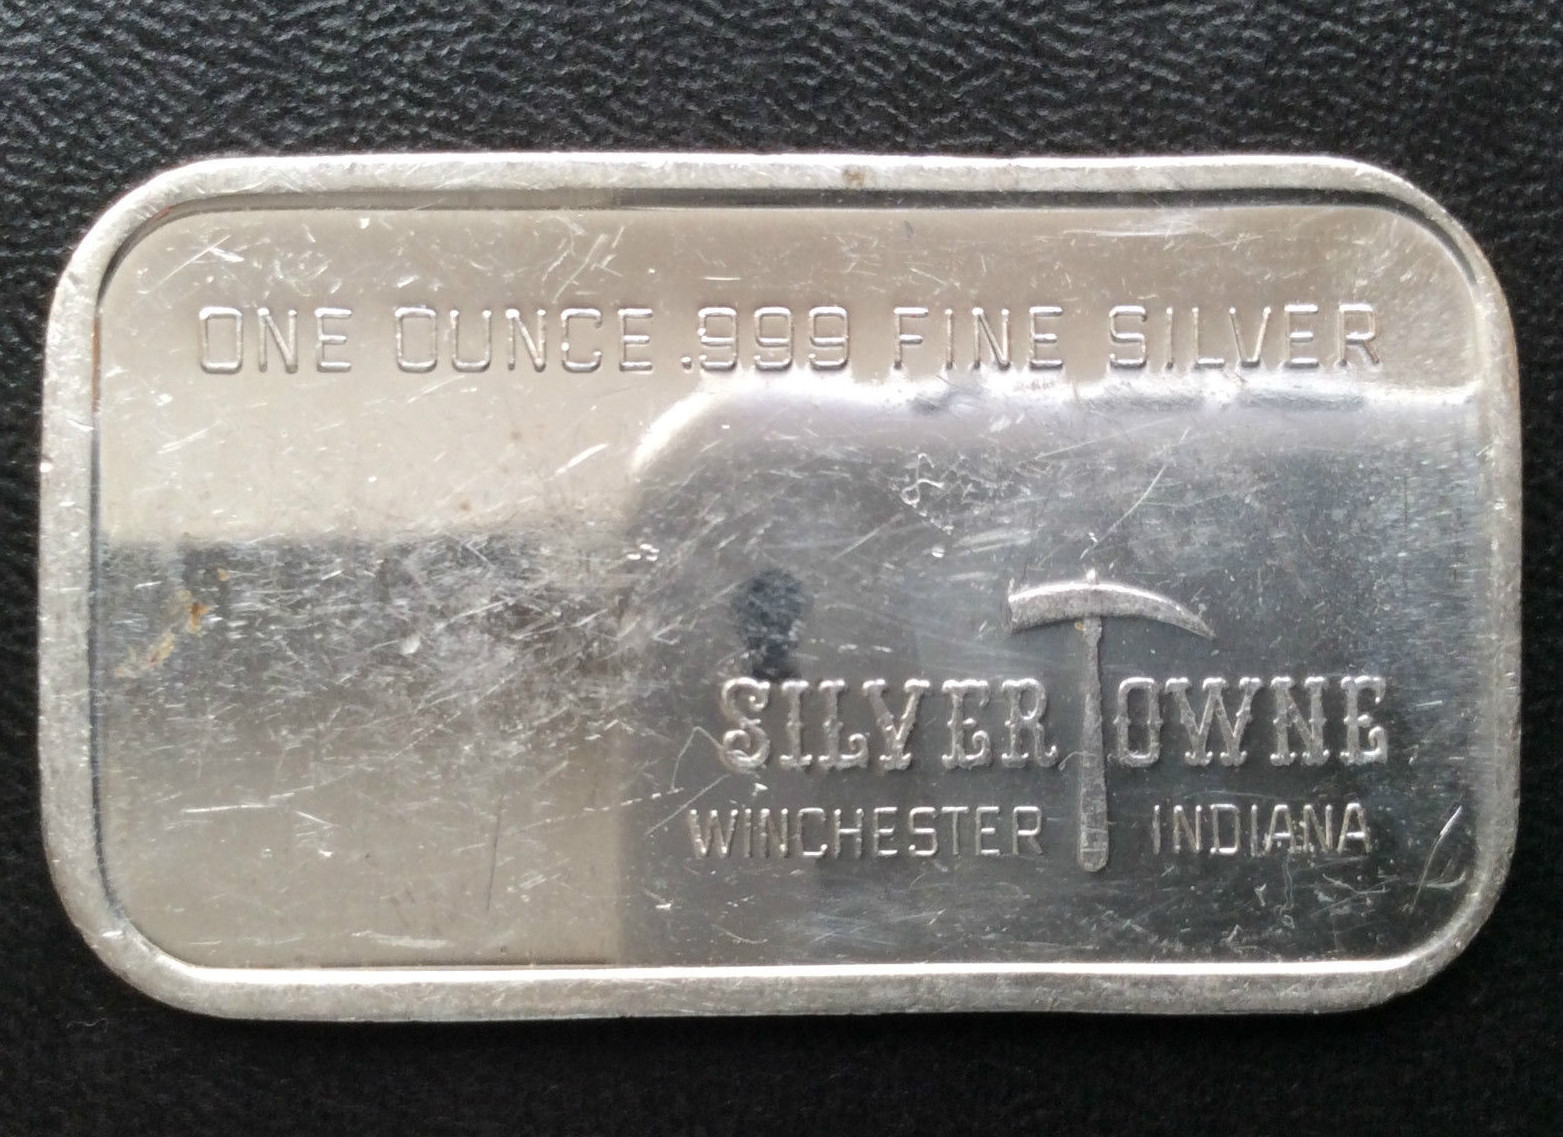 ONE OUNCE .999 FINE SILVER
SILVERTOWNE
WINCHESTER INDIANA